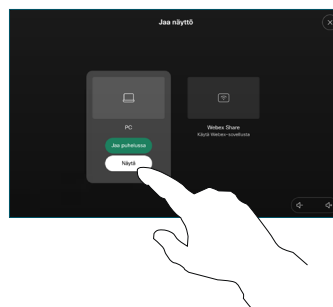 Jaa näyttö
PC
Jaa puhelussa
Näytä
Webex Share
Käytä Webex-sovellusta